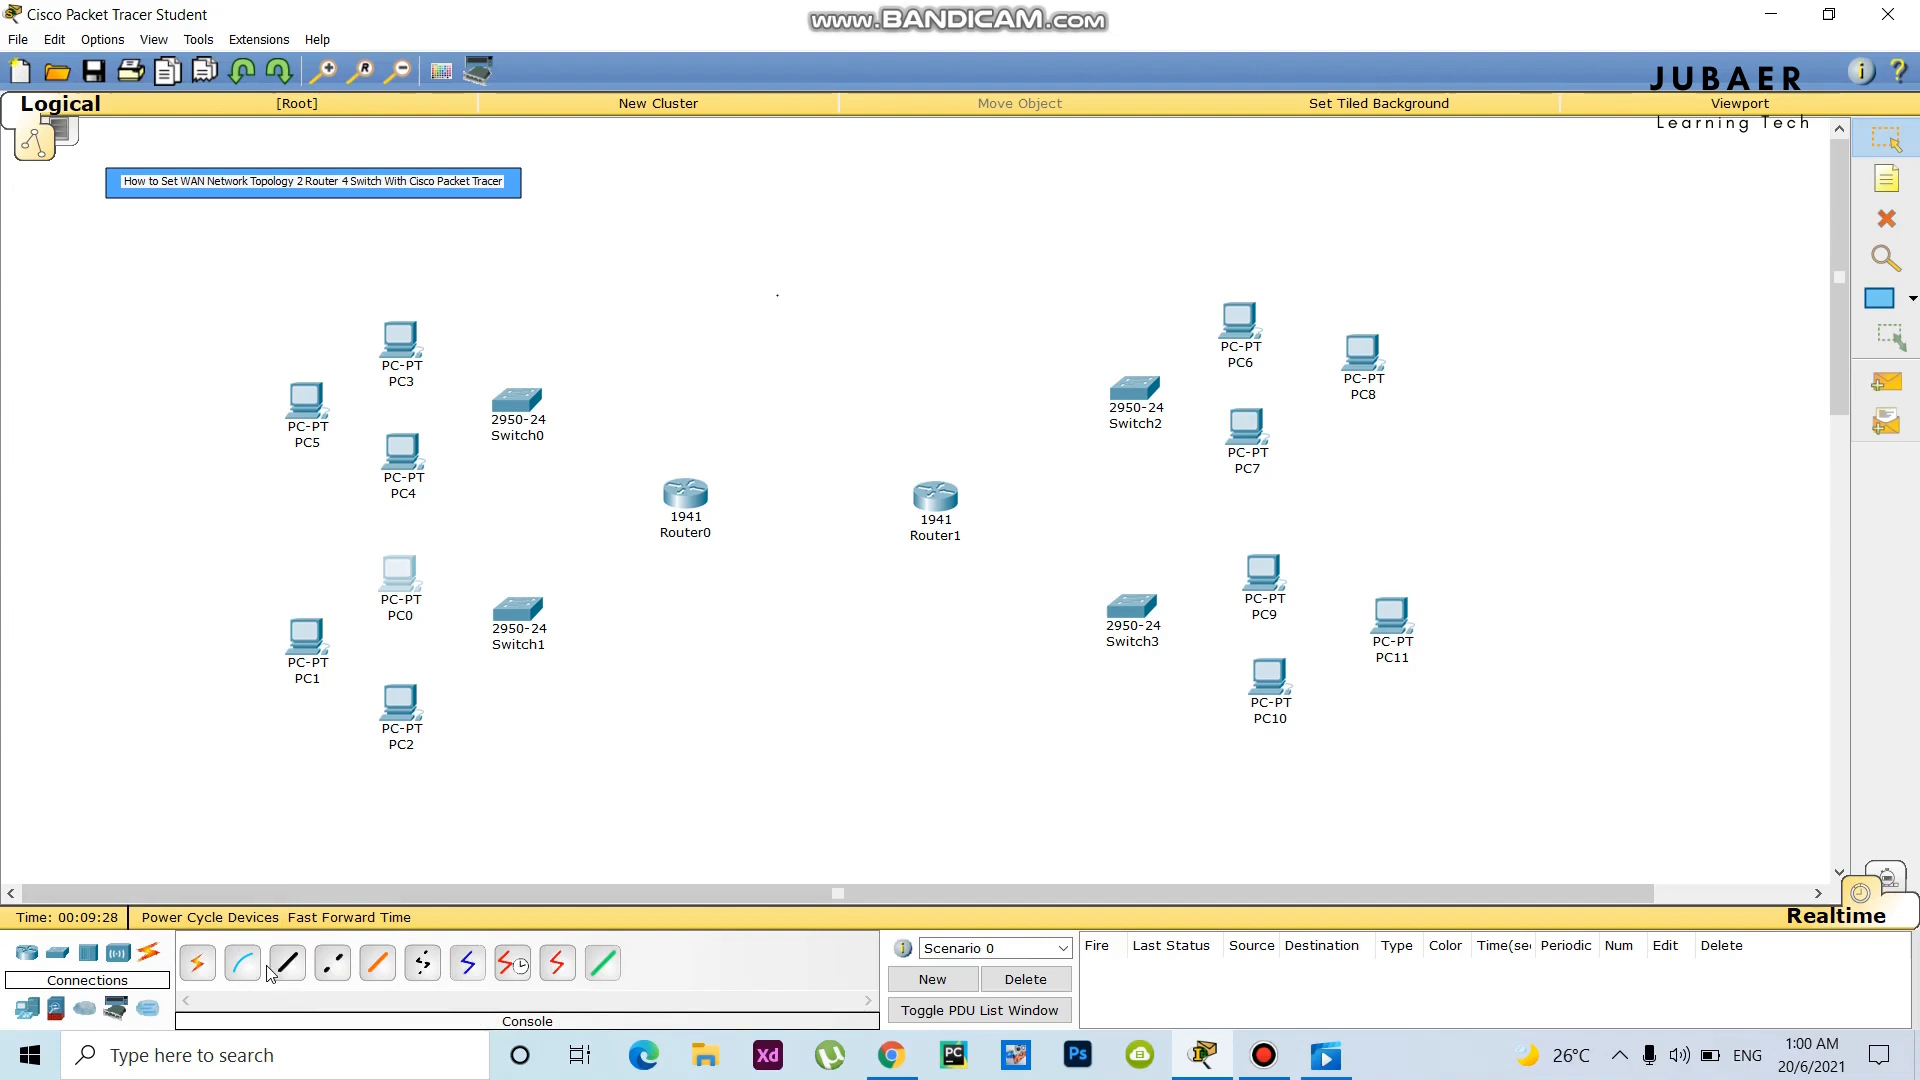 Cisco Packet Tracer Student
www.BANDICAM.com
File Edit Options View Tools Extensions Help
JUBAER
Learning Tech
Logical [Root] New Cluster Move Object Set Tiled Background Viewport
How to Set WAN Network Topology 2 Router 4 Switch With Cisco Packet Tracer
PC-PT
PC3
PC-PT
PC5
2950-24
Switch0
PC-PT
PC4
1941
Router0
PC-PT
PC0
2950-24
Switch1
PC-PT
PC1
PC-PT
PC2
PC-PT
PC6
PC-PT
PC8
2950-24
Switch2
PC-PT
PC7
1941
Router1
PC-PT
PC9
2950-24
Switch3
PC-PT
PC11
PC-PT
PC10
Time: 00:09:28 Power Cycle Devices Fast Forward Time
Realtime
Connections
Console
Scenario 0
New Delete
Toggle PDU List Window
Fire Last Status Source Destination Type Color Time(se Periodic Num Edit Delete
Type here to search
Xd
PC
Ps
26°C
ENG
1:00 AM
20/6/2021